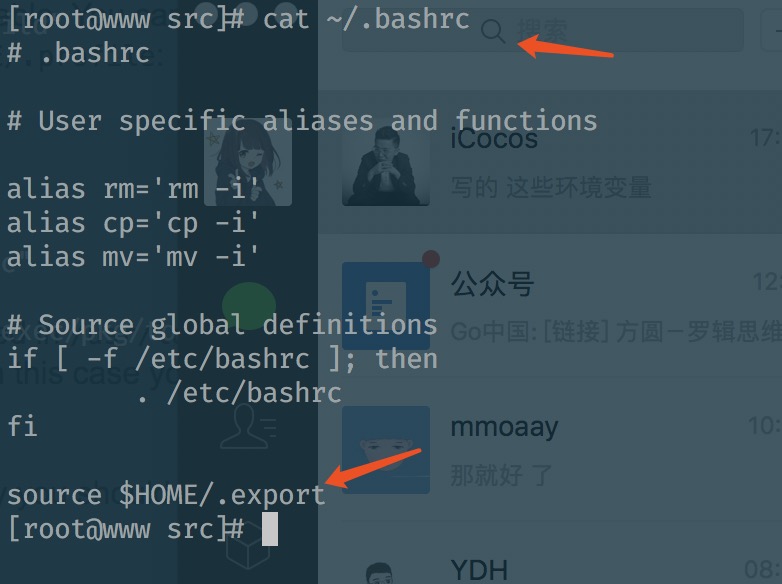 [root@www src]# cat ~/.bashrc
搜索
# .bashrc
# User specific aliases and functions
iCocos
17:
写的 这些环境变量
alias rm='rm -i'
alias cp='cp -i'
alias mv='mv -i'
公众号
12:
# Source global definitions
Go中国: [链接] 方圆－罗辑思维
if [ -f /etc/bashrc ]; then
. /etc/bashrc
fi
mmoaay
10:
那就好 了
source $HOME/.export
[root@www src]#
YDH
08: